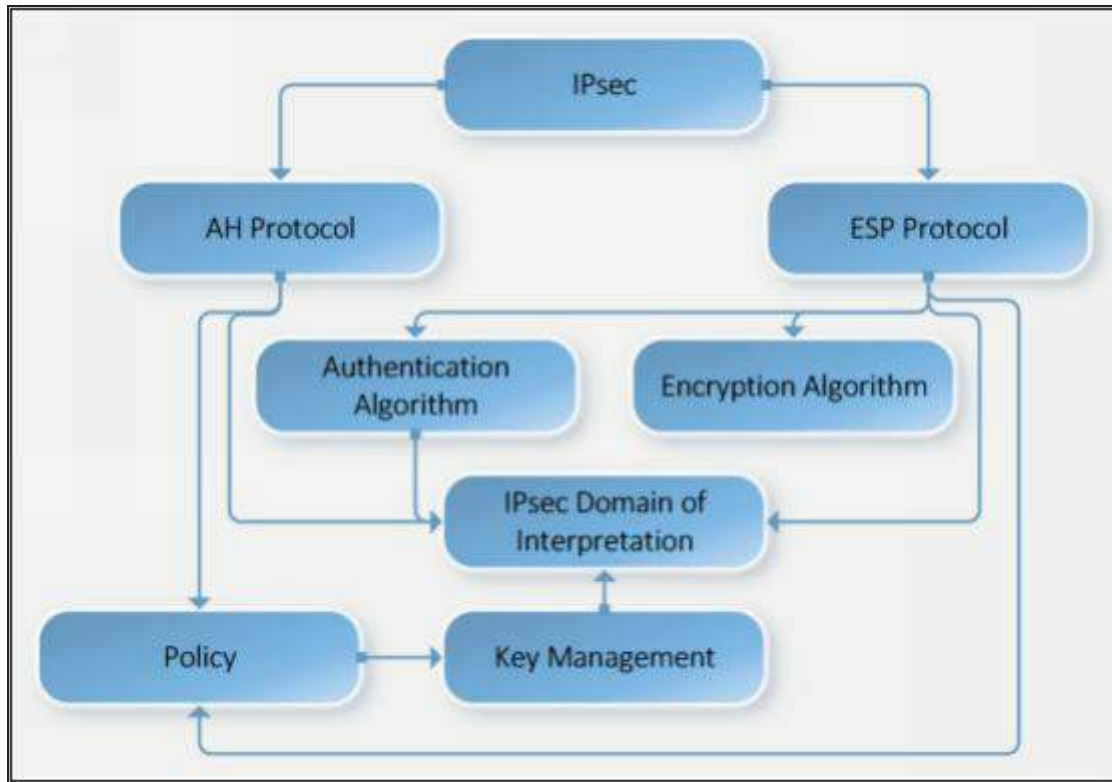 IPsec
AH Protocol
ESP Protocol
Authentication
Algorithm
Encryption Algorithm
IPsec Domain of
Interpretation
Policy
Key Management